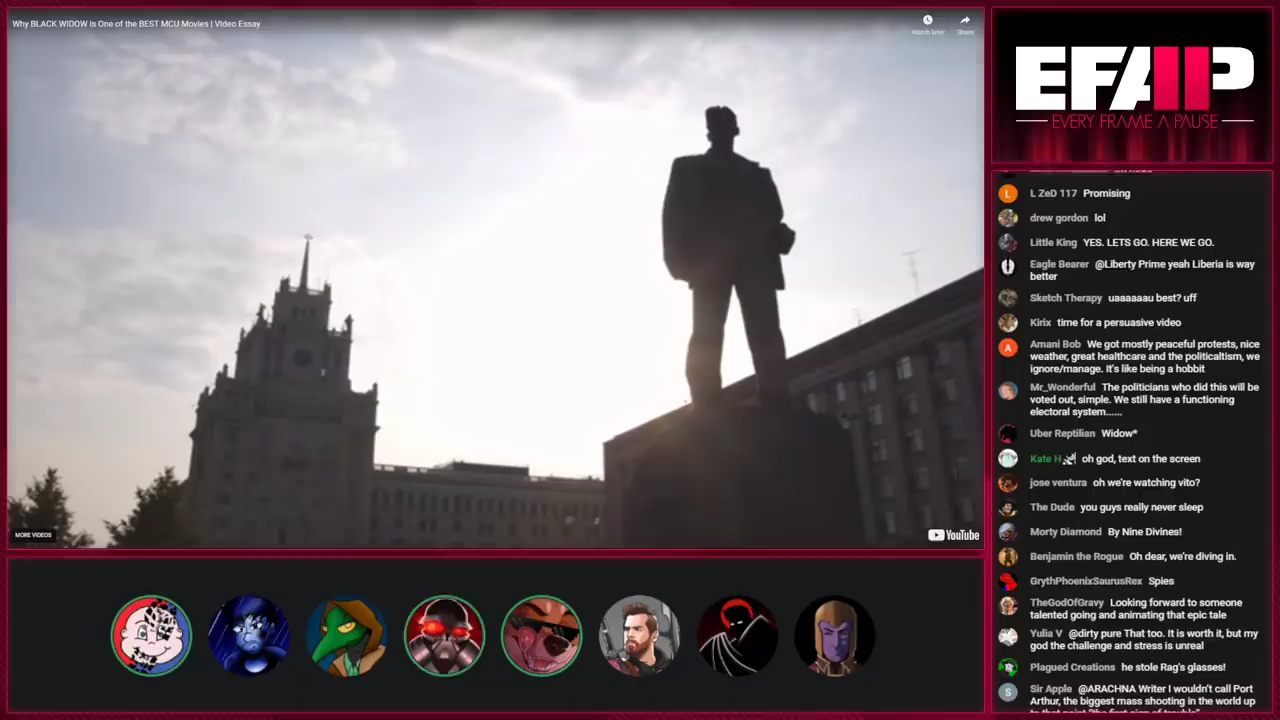 Why BLACK WIDOW is One of the BEST MCU Movies | Video Essay
Watch later
Share
MORE VIDEOS
YouTube
EFAP
EVERY FRAME A PAUSE
L ZeD 117 Promising
drew gordon lol
Little King YES. LETS GO. HERE WE GO.
Eagle Bearer @Liberty Prime yeah Liberia is way
better
Sketch Therapy uaaaaaau best? uff
Kirix time for a persuasive video
Amani Bob We got mostly peaceful protests, nice
weather, great healthcare and the politicaltism, we
ignore/manage. It's like being a hobbit
Mr_Wonderful The politicians who did this will be
voted out, simple. We still have a functioning
electoral system......
Uber Reptilian Widow*
Kate H oh god, text on the screen
jose ventura oh we're watching vito?
The Dude you guys really never sleep
Morty Diamond By Nine Divines!
Benjamin the Rogue Oh dear, we're diving in.
GrythPhoenixSaurusRex Spies
TheGodOfGravy Looking forward to someone
talented going and animating that epic tale
Yulia V @dirty pure That too. It is worth it, but my
god the challenge and stress is unreal
Plagued Creations he stole Rag's glasses!
Sir Apple @ARACHNA Writer I wouldn't call Port
Arthur, the biggest mass shooting in the world up
to that point "the first sign of trouble"